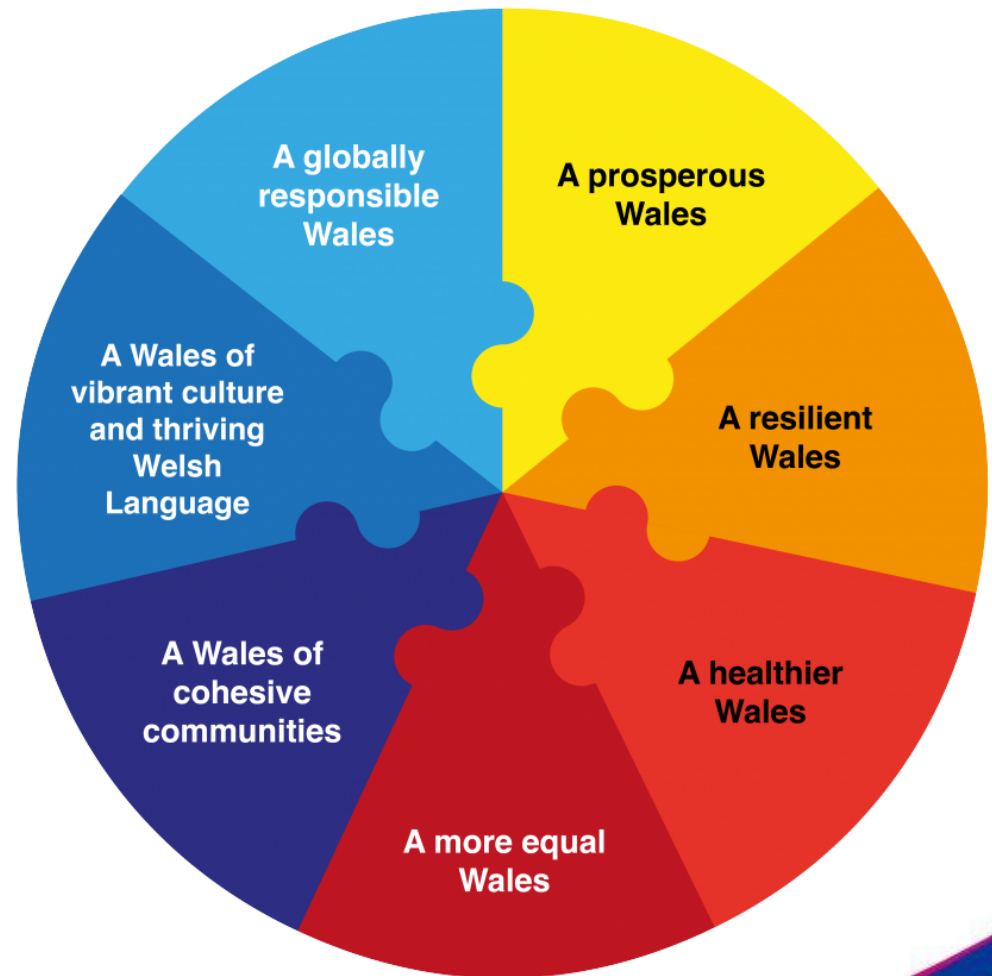 A globally
responsible
Wales
A prosperous
Wales
A resilient
Wales
A healthier
Wales
A more equal
Wales
A Wales of
cohesive
communities
A Wales of
vibrant culture
and thriving
Welsh
Language